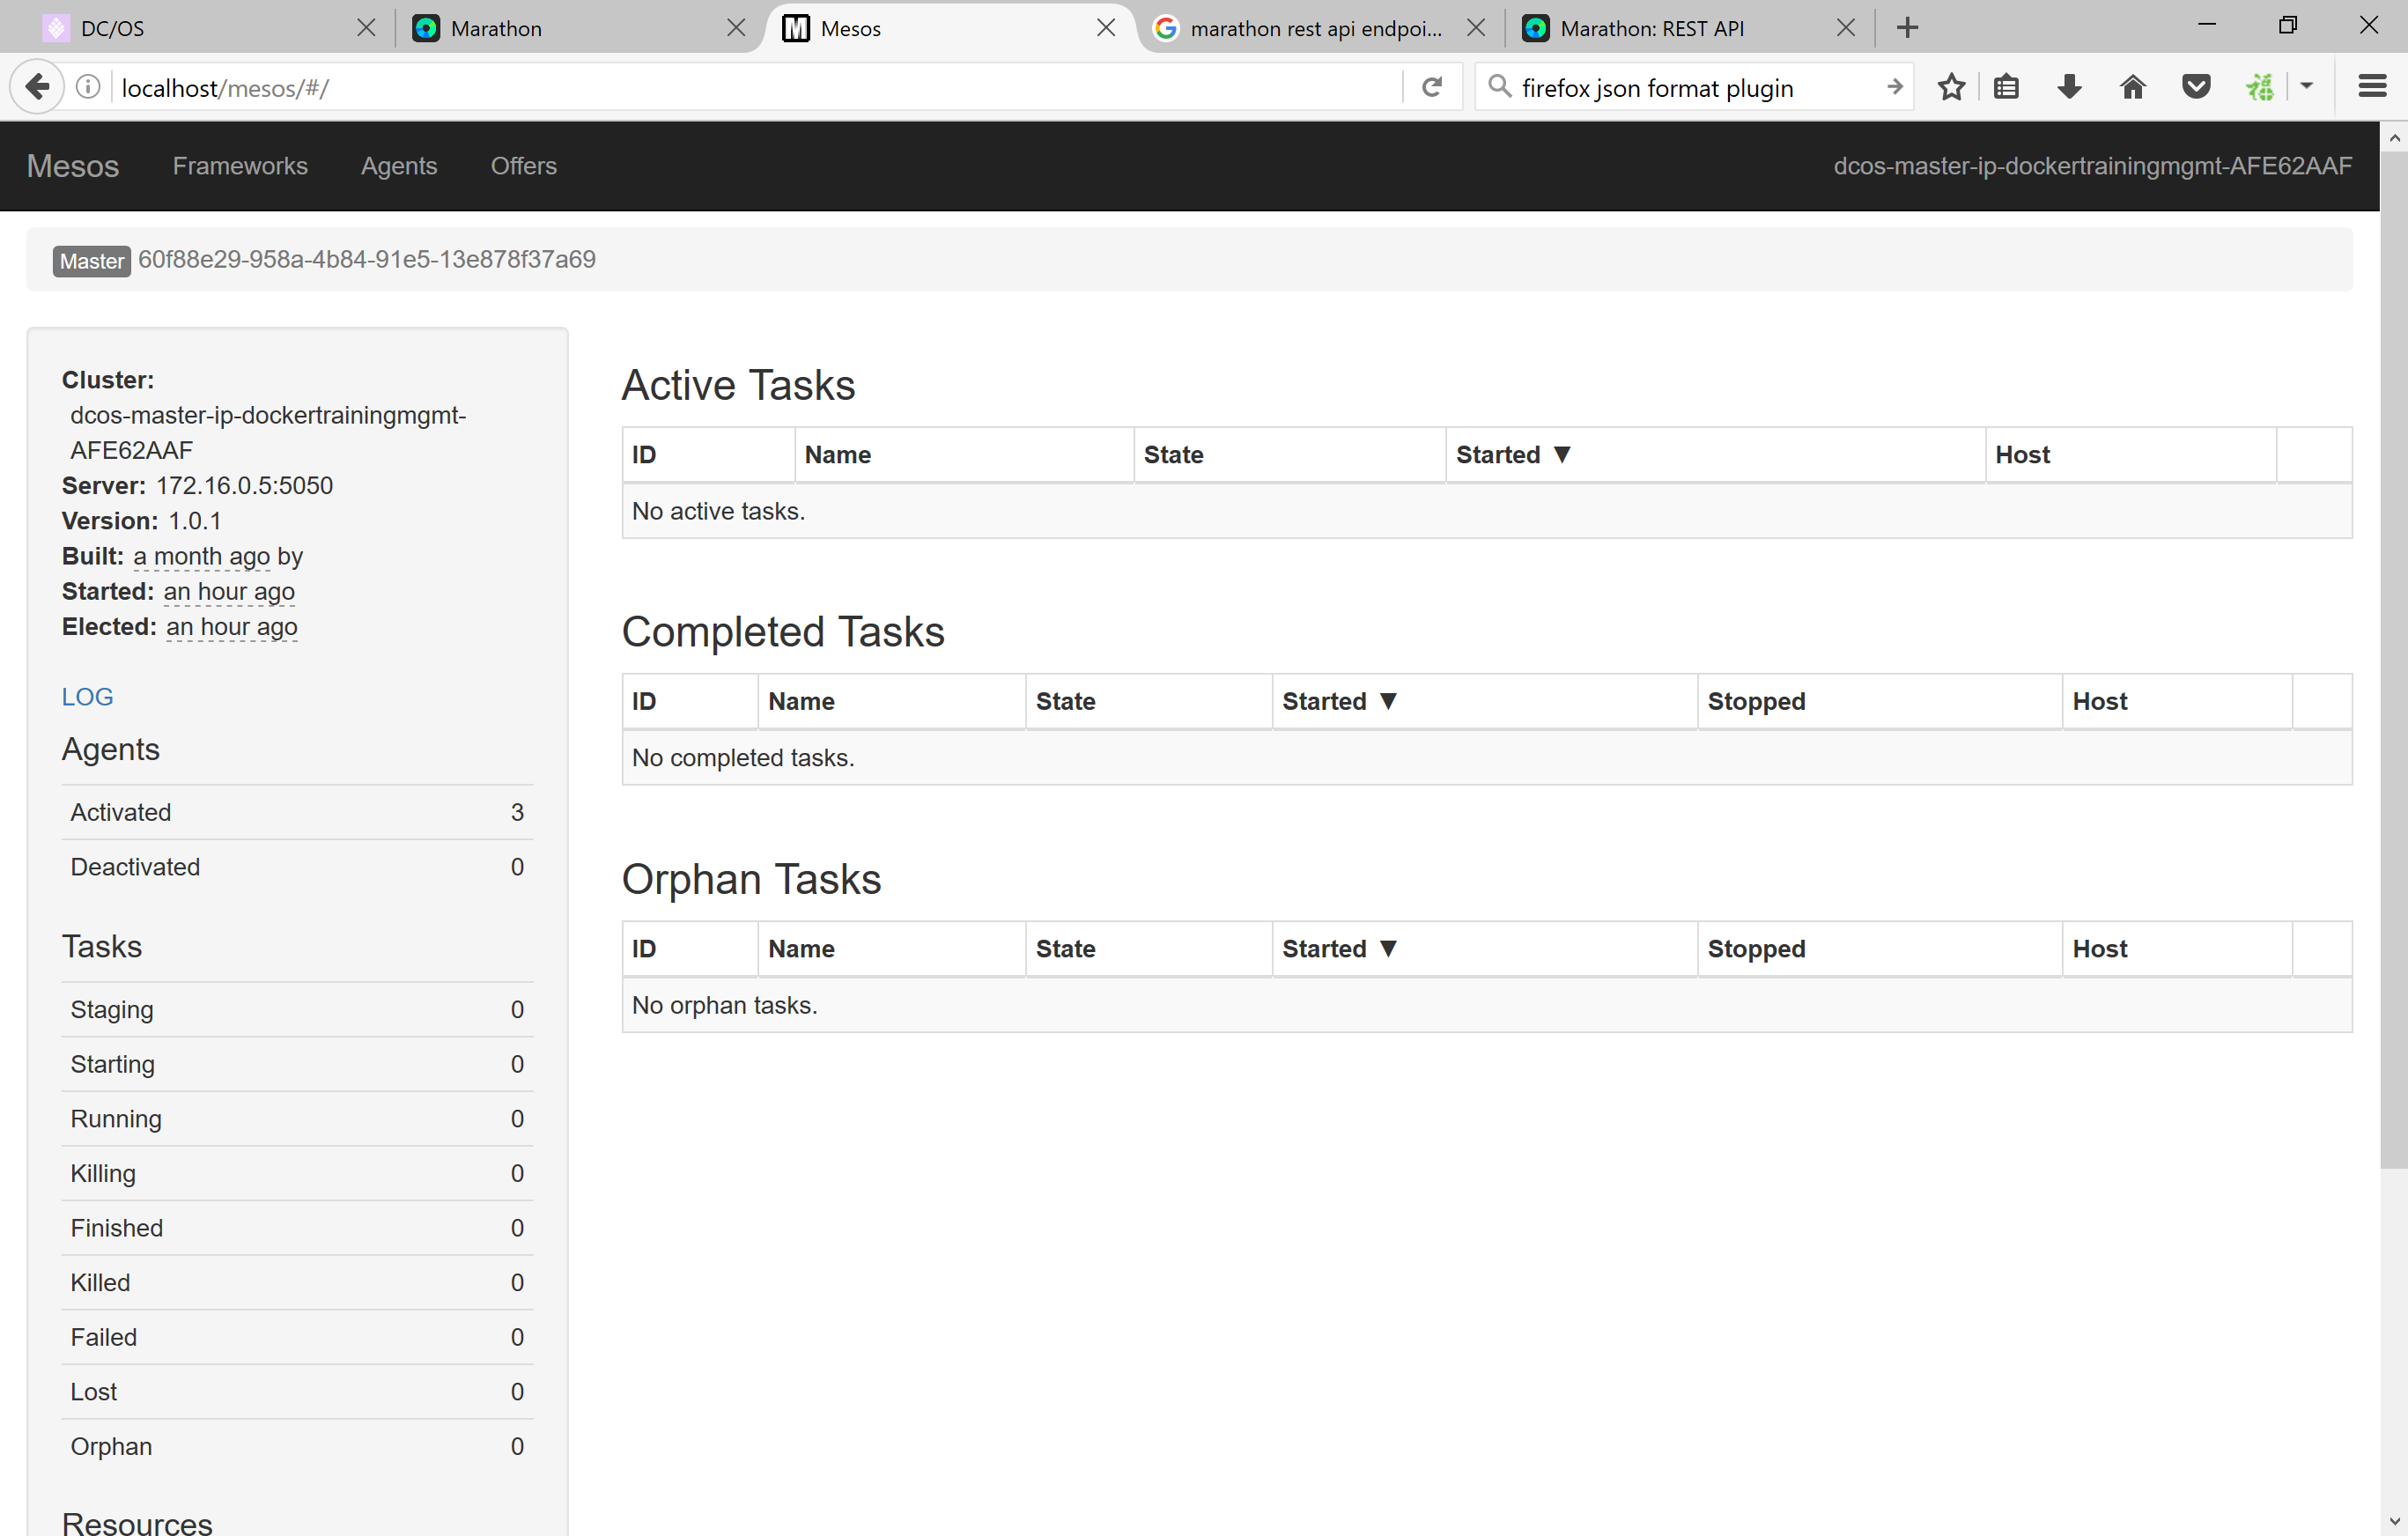 DC/OS
Marathon
Mesos
marathon rest api endpoi...
Marathon: REST API
localhost/mesos/#/
firefox json format plugin
Mesos
Frameworks
Agents
Offers
dcos-master-ip-dockertrainingmgmt-AFE62AAF
Master 60f88e29-958a-4b84-91e5-13e878f37a69
Cluster:
dcos-master-ip-dockertrainingmgmt-
AFE62AAF
Server: 172.16.0.5:5050
Version: 1.0.1
Built: a month ago by
Started: an hour ago
Elected: an hour ago
LOG
Agents
Activated 3
Deactivated 0
Tasks
Staging 0
Starting 0
Running 0
Killing 0
Finished 0
Killed 0
Failed 0
Lost 0
Orphan 0
Resources
Active Tasks
ID Name State Started ▼ Host
No active tasks.
Completed Tasks
ID Name State Started ▼ Stopped Host
No completed tasks.
Orphan Tasks
ID Name State Started ▼ Stopped Host
No orphan tasks.